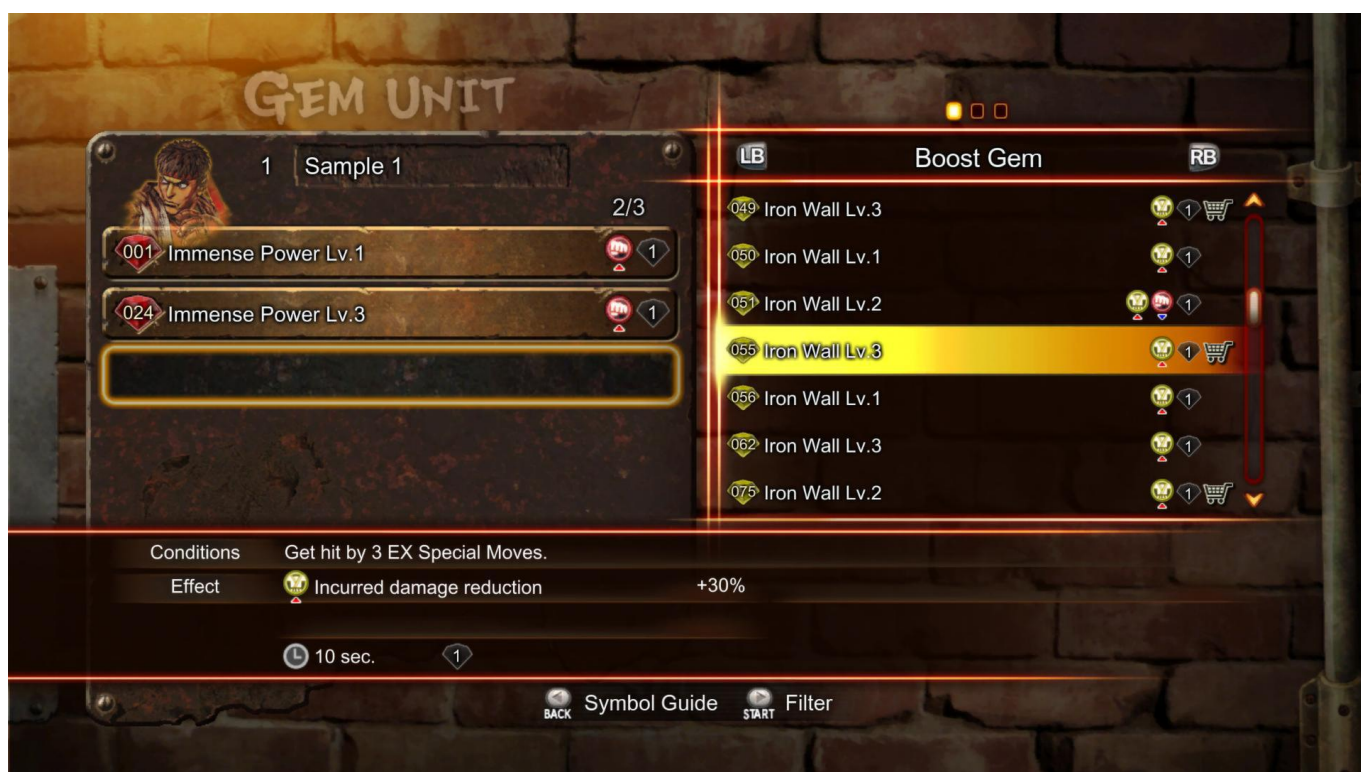 GEM UNIT
1 Sample 1
2/3
001 Immense Power Lv.1 1
024 Immense Power Lv.3 1
LB Boost Gem RB
049 Iron Wall Lv.3 1
050 Iron Wall Lv.1 1
051 Iron Wall Lv.2 1
055 Iron Wall Lv.3 1
056 Iron Wall Lv.1 1
062 Iron Wall Lv.3 1
075 Iron Wall Lv.2 1
Conditions Get hit by 3 EX Special Moves.
Effect Incurred damage reduction +30%
10 sec. 1
BACK Symbol Guide START Filter